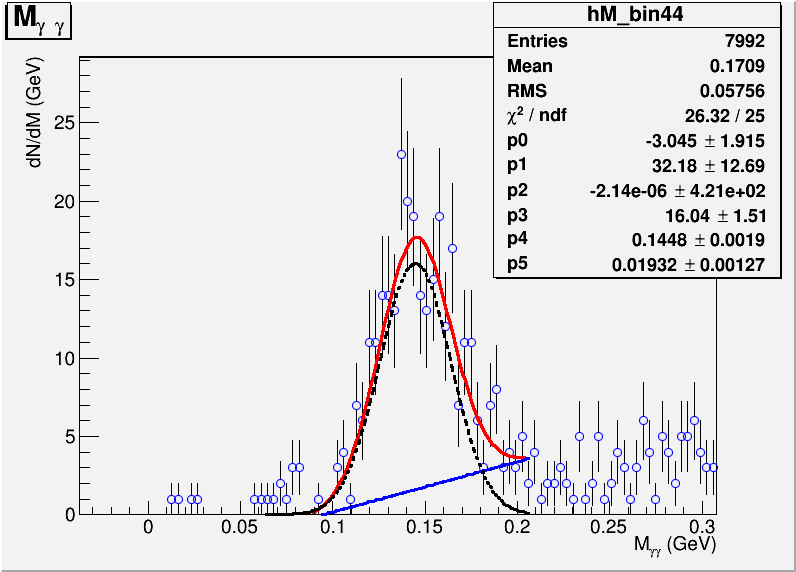 M γ γ
hM_bin44
Entries 7992
Mean 0.1709
RMS 0.05756
χ² / ndf 26.32 / 25
p0 -3.045 ± 1.915
p1 32.18 ± 12.69
p2 -2.14e-06 ± 4.21e+02
p3 16.04 ± 1.51
p4 0.1448 ± 0.0019
p5 0.01932 ± 0.00127
dN/dM (GeV)
25
20
15
10
5
0
0 0.05 0.1 0.15 0.2 0.25 0.3
Mγγ (GeV)